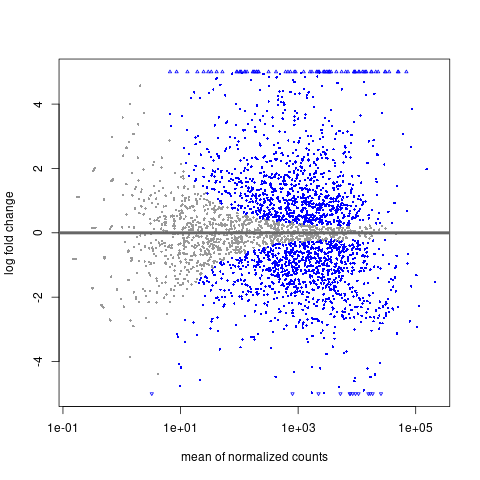 4
2
0
-2
-4
log fold change
1e-01
1e+01
1e+03
1e+05
mean of normalized counts